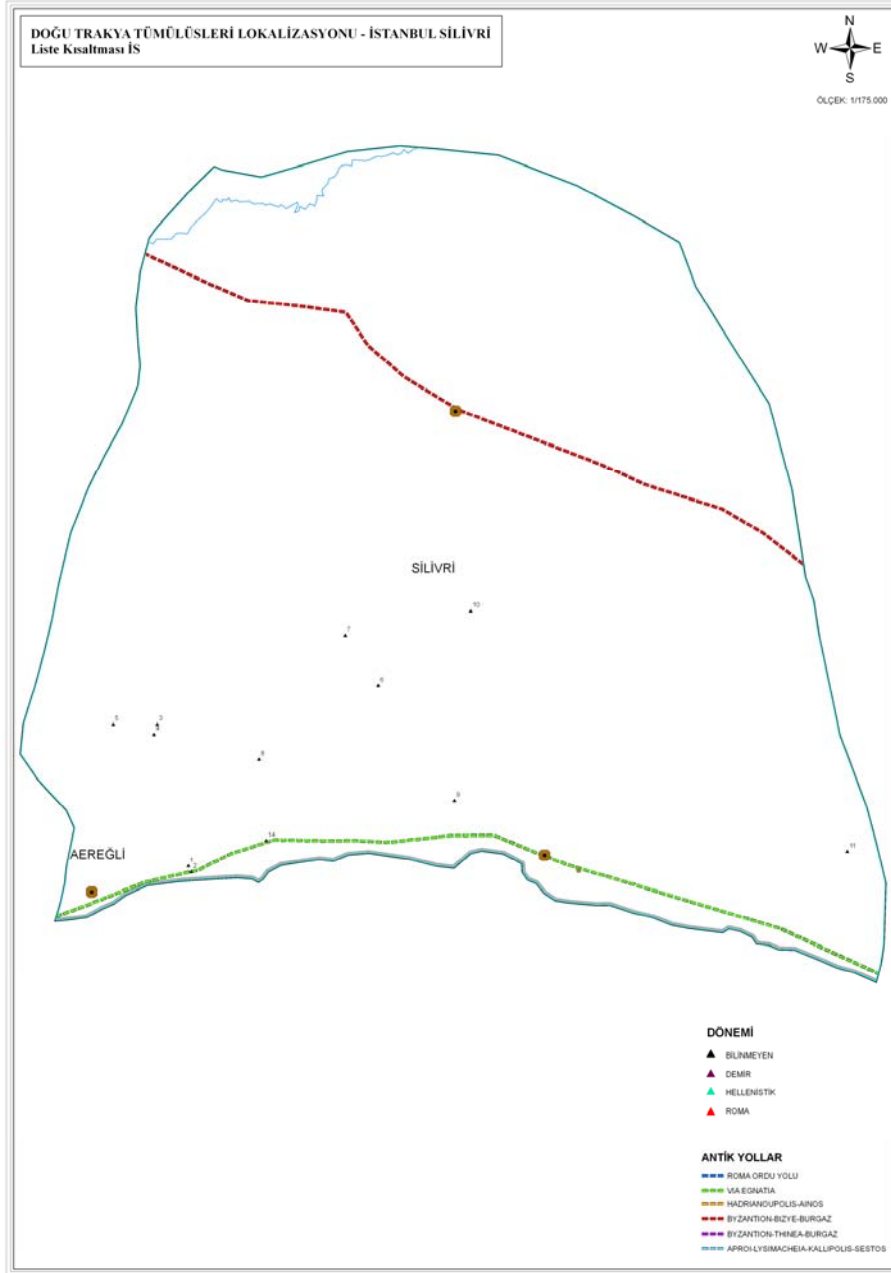 DOĞU TRAKYA TÜMÜLÜSLERİ LOKALİZASYONU - İSTANBUL SİLİVRİ
Liste Kısaltması İS
N
W E
S
ÖLÇEK: 1/175.000
SİLİVRİ
10
7
6
5 3
4
8
9
14
11
AEREĞLİ
1
2
DÖNEMİ
BİLİNMEYEN
DEMİR
HELLENİSTİK
ROMA
ANTİK YOLLAR
ROMA ORDU YOLU
VIA EGNATIA
HADRIANOUPOLIS-AINOS
BYZANTION-BIZYE-BURGAZ
BYZANTION-THINEA-BURGAZ
APROI-LYSIMACHEIA-KALLIPOLIS-SESTOS